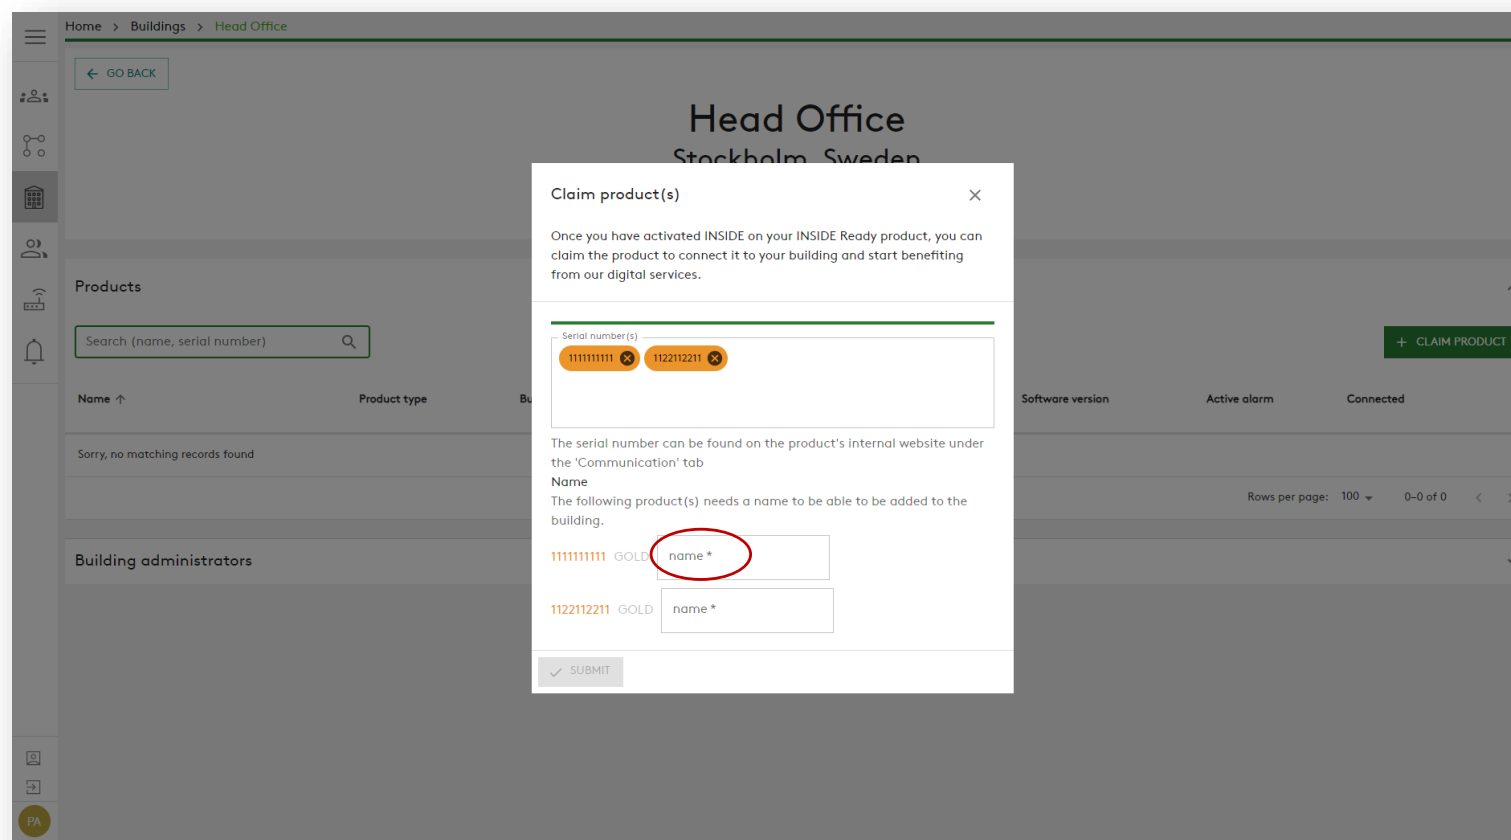 Home > Buildings > Head Office
← GO BACK
Head Office
Stockholm, Sweden
Claim product(s)
Once you have activated INSIDE on your INSIDE Ready product, you can
claim the product to connect it to your building and start benefiting
from our digital services.
Products
Search (name, serial number)
+ CLAIM PRODUCT
Serial number(s)
1111111111 1122112211
Name ↑ Product type Bu Software version Active alarm Connected
The serial number can be found on the product's internal website under
the 'Communication' tab
Sorry, no matching records found
Name
The following product(s) needs a name to be able to be added to the
building.
Rows per page: 100 0-0 of 0
1111111111 GOLD name *
Building administrators
1122112211 GOLD name *
SUBMIT
PA